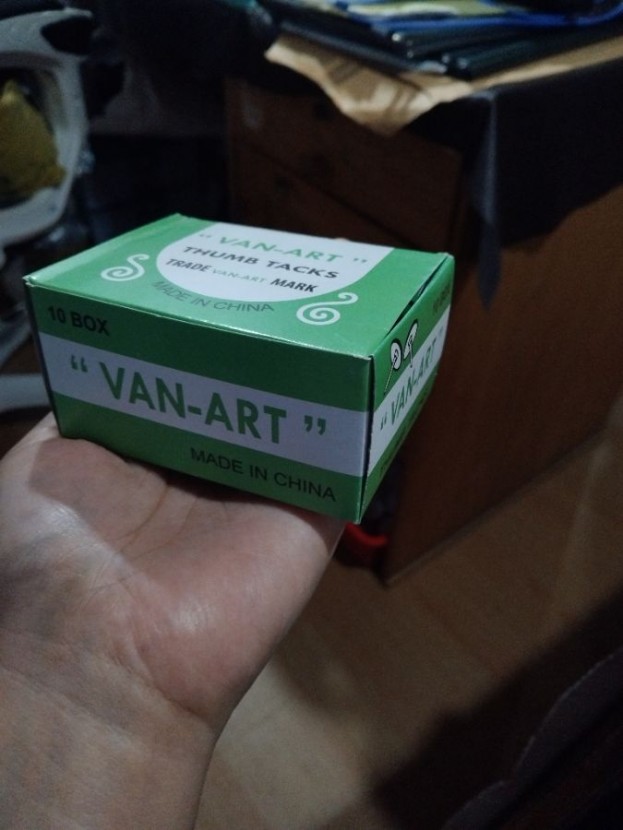 " VAN-ART "
THUMB TACKS
TRADE VAN-ART MARK
MADE IN CHINA
10 BOX
" VAN-ART "
MADE IN CHINA
"VAN-ART"